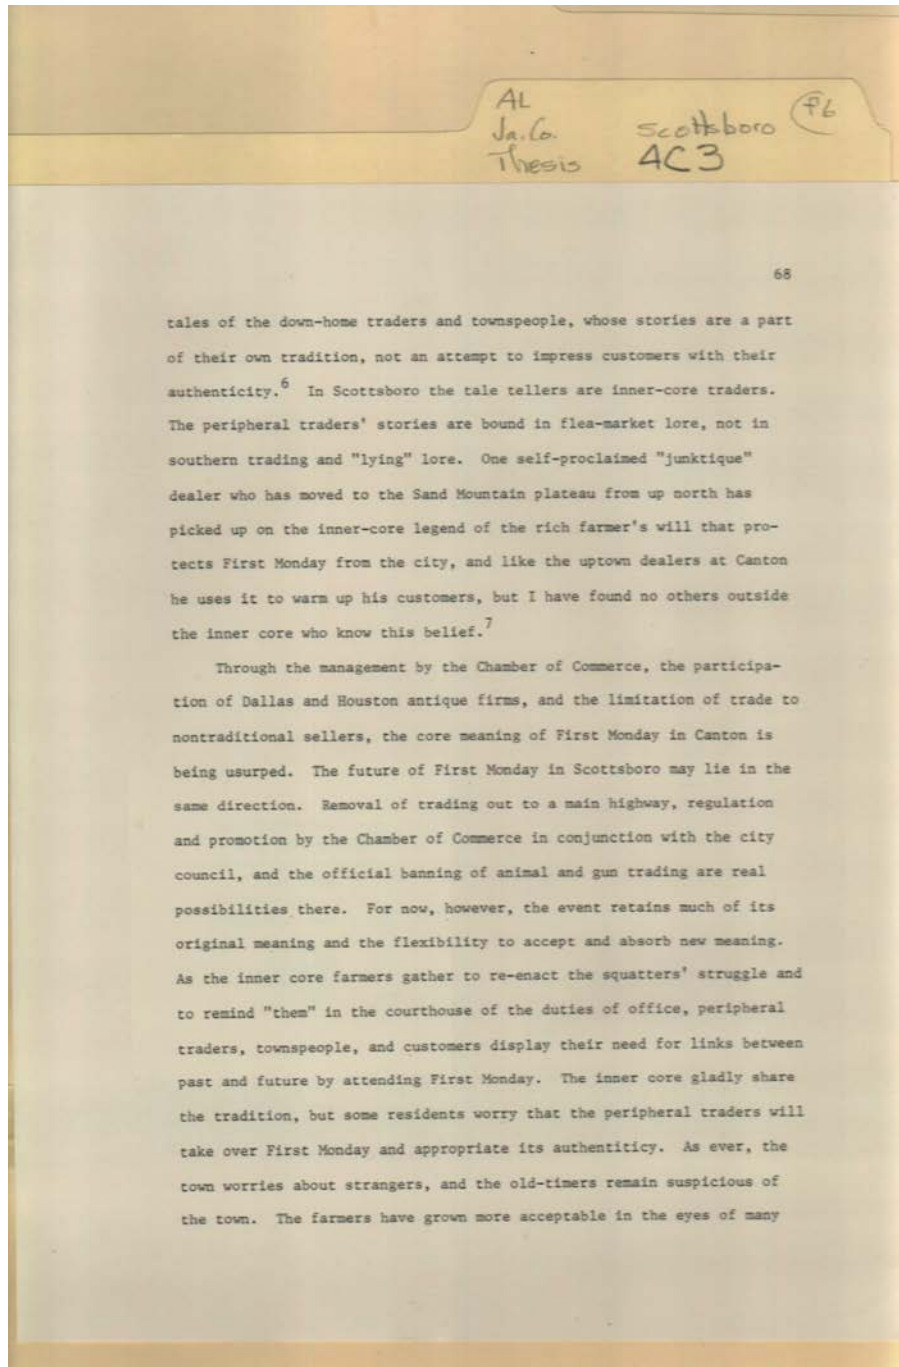 AL
Ja. Co. Scottsboro P6
Thesis 4C3
68
tales of the down-home traders and townspeople, whose stories are a part
of their own tradition, not an attempt to impress customers with their
authenticity.6 In Scottsboro the tale tellers are inner-core traders.
The peripheral traders' stories are bound in flea-market lore, not in
southern trading and "lying" lore. One self-proclaimed "junktique"
dealer who has moved to the Sand Mountain plateau from up north has
picked up on the inner-core legend of the rich farmer's will that pro-
tects First Monday from the city, and like the uptown dealers at Canton
he uses it to warm up his customers, but I have found no others outside
the inner core who know this belief.7
Through the management by the Chamber of Commerce, the participa-
tion of Dallas and Houston antique firms, and the limitation of trade to
nontraditional sellers, the core meaning of First Monday in Canton is
being usurped. The future of First Monday in Scottsboro may lie in the
same direction. Removal of trading out to a main highway, regulation
and promotion by the Chamber of Commerce in conjunction with the city
council, and the official banning of animal and gun trading are real
possibilities there. For now, however, the event retains much of its
original meaning and the flexibility to accept and absorb new meaning.
As the inner core farmers gather to re-enact the squatters' struggle and
to remind "them" in the courthouse of the duties of office, peripheral
traders, townspeople, and customers display their need for links between
past and future by attending First Monday. The inner core gladly share
the tradition, but some residents worry that the peripheral traders will
take over First Monday and appropriate its authentiticy. As ever, the
town worries about strangers, and the old-timers remain suspicious of
the town. The farmers have grown more acceptable in the eyes of many